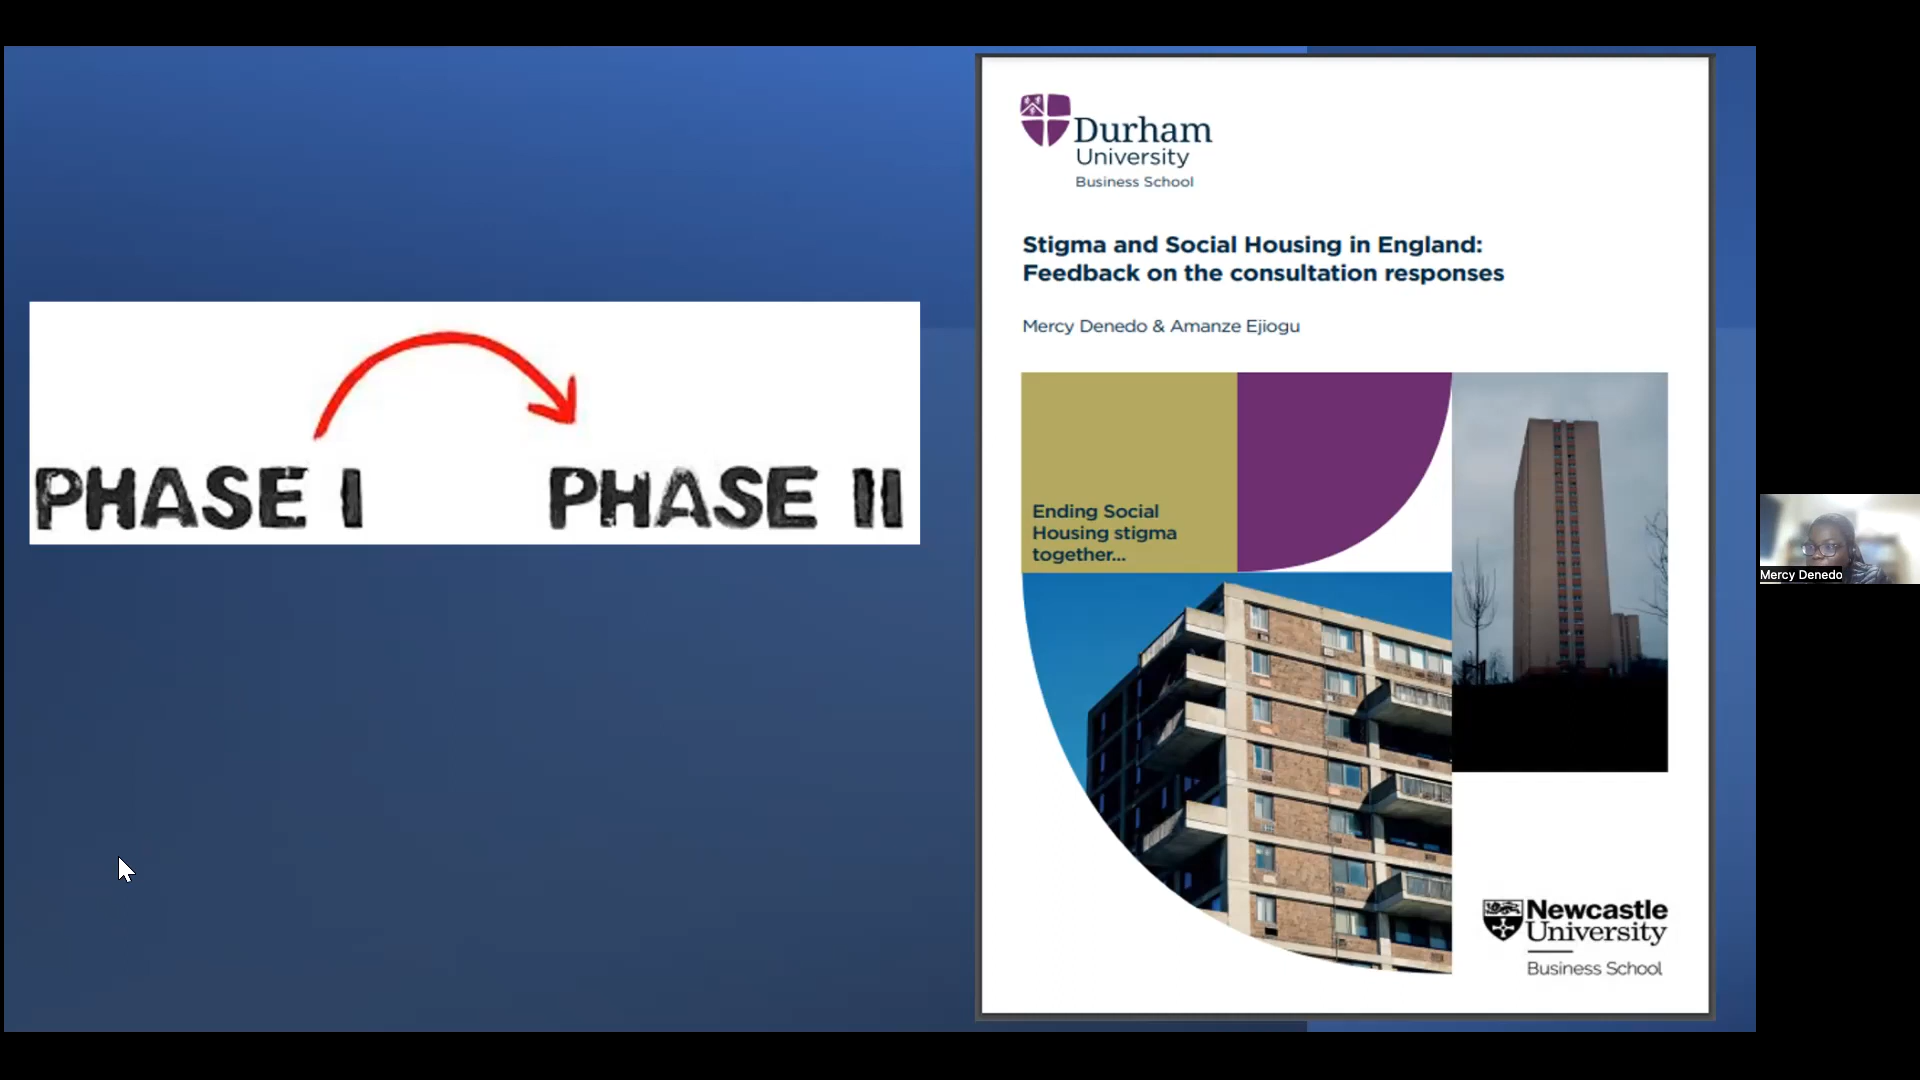 PHASE I
PHASE II
Durham
University
Business School
Stigma and Social Housing in England:
Feedback on the consultation responses
Mercy Denedo & Amanze Ejiogu
Ending Social
Housing stigma
together...
Newcastle
University
Business School
Mercy Denedo